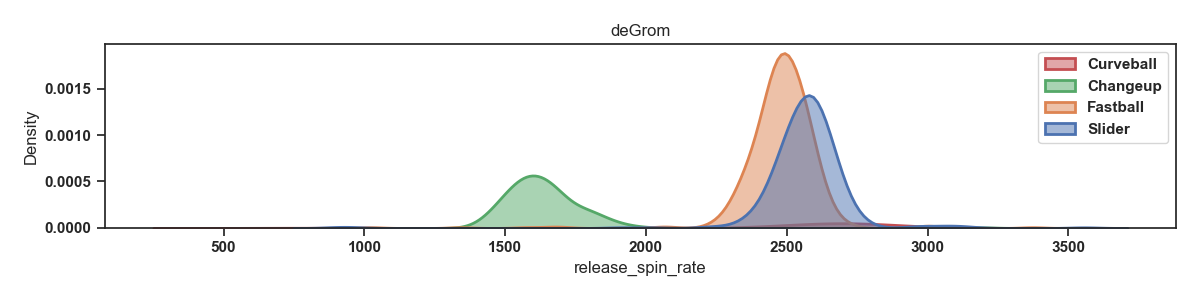 deGrom
Density
0.0015
0.0010
0.0005
0.0000
500
1000
1500
2000
2500
3000
3500
release_spin_rate
Curveball
Changeup
Fastball
Slider